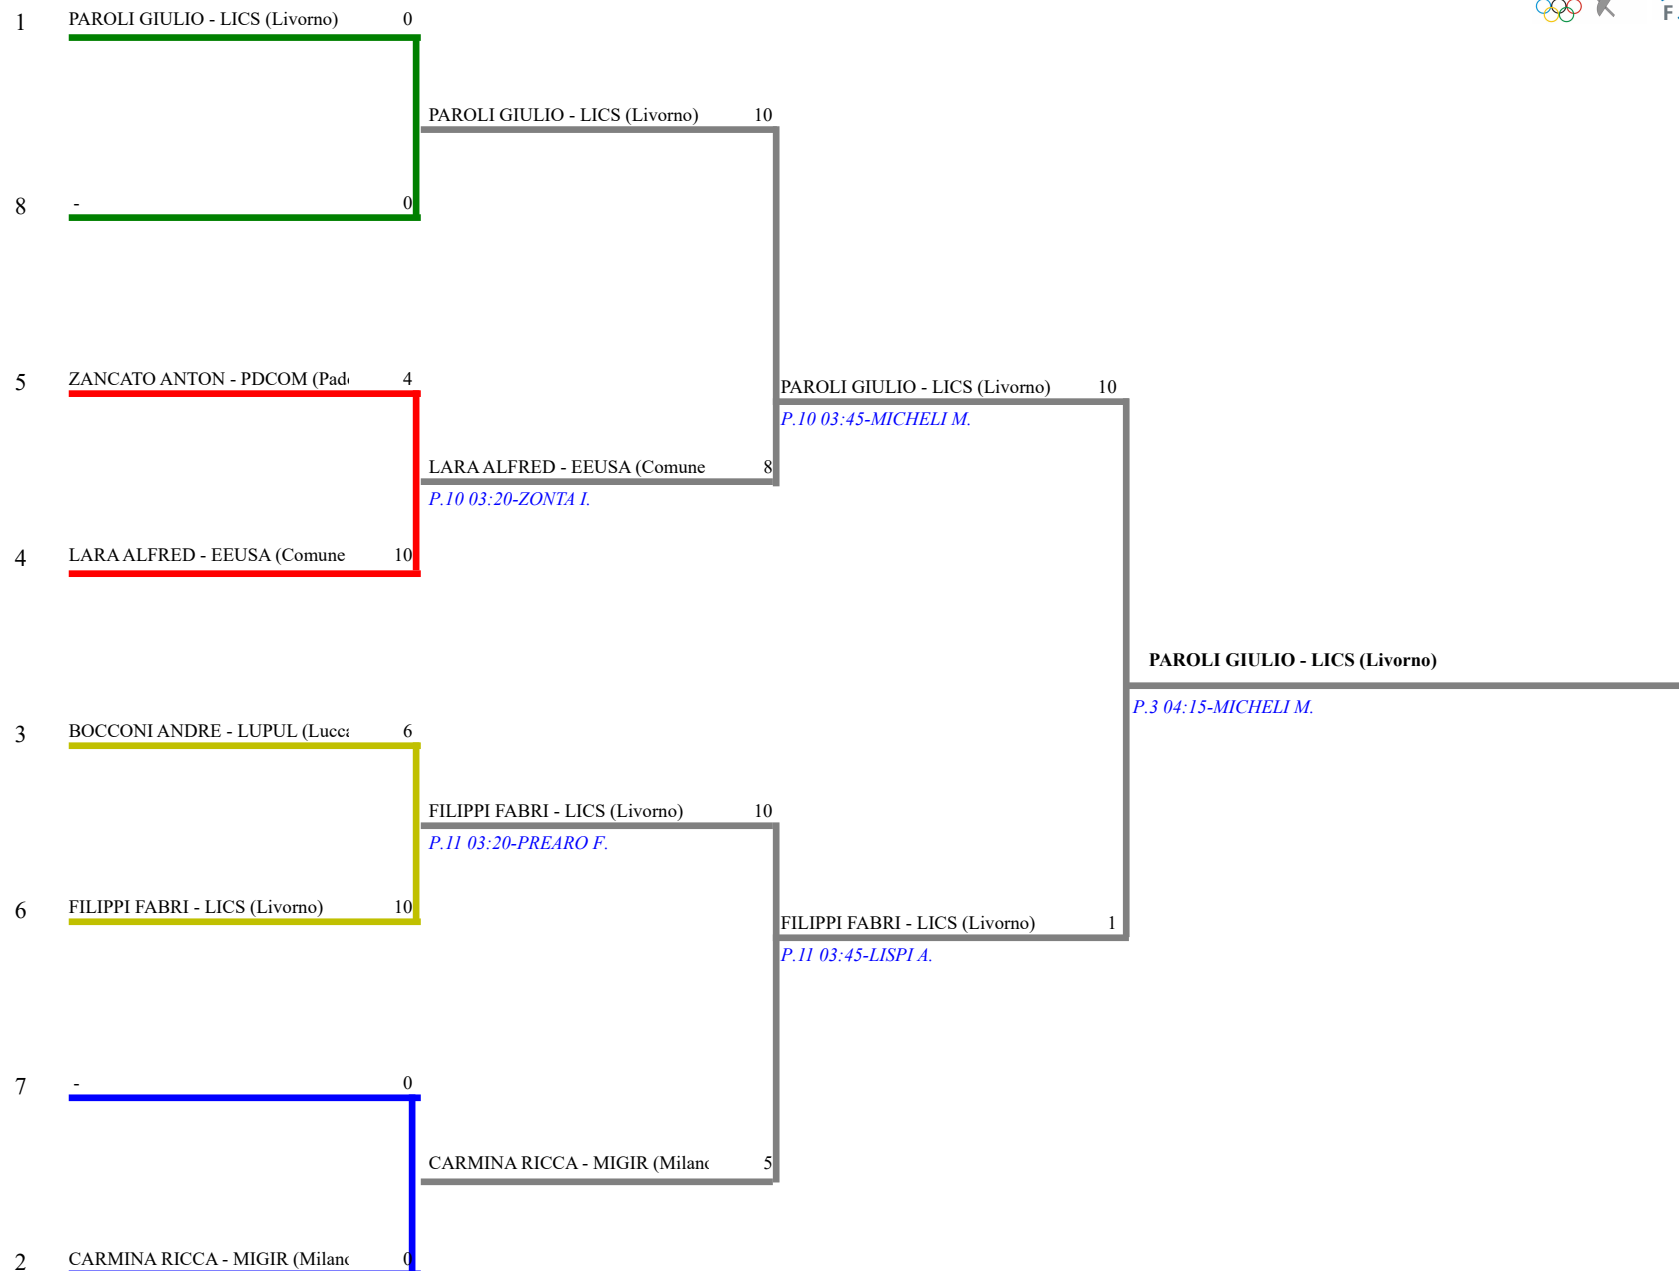 1 PAROLI GIULIO - LICS (Livorno) 0
F
PAROLI GIULIO - LICS (Livorno) 10
8 - 0
5 ZANCATO ANTON - PDCOM (Pad 4
PAROLI GIULIO - LICS (Livorno) 10
P.10 03:45-MICHELI M.
LARA ALFRED - EEUSA (Comune 8
P.10 03:20-ZONTA I.
4 LARA ALFRED - EEUSA (Comune 10
PAROLI GIULIO - LICS (Livorno)
P.3 04:15-MICHELI M.
3 BOCCONI ANDRE - LUPUL (Lucca 6
FILIPPI FABRI - LICS (Livorno) 10
P.11 03:20-PREARO F.
6 FILIPPI FABRI - LICS (Livorno) 10
FILIPPI FABRI - LICS (Livorno) 1
P.11 03:45-LISPI A.
7 - 0
CARMINA RICCA - MIGIR (Milano 5
2 CARMINA RICCA - MIGIR (Milano 0